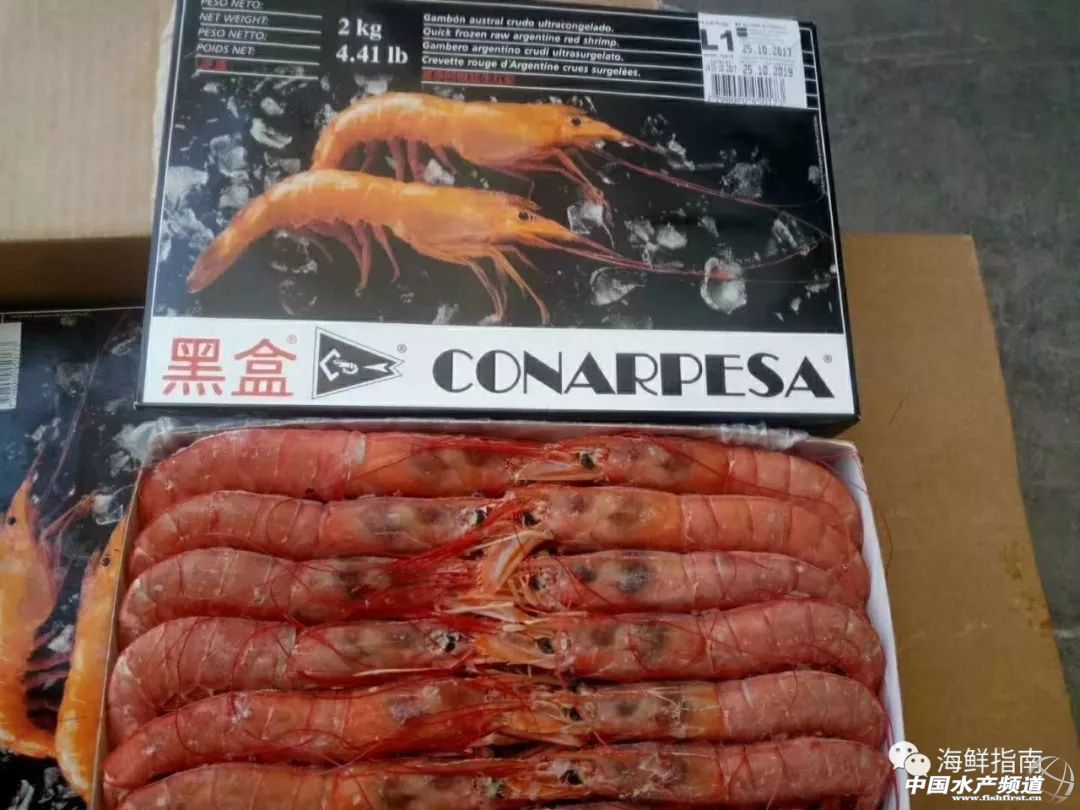 PESO NETO:
NET WEIGHT:
PESO NETTO:
POIDS NET:
2 kg
4.41 lb
Gambón austral crudo ultracongelado.
Quick frozen raw argentine red shrimp.
Gambero argentino crudi ultrasurgelato.
Crevette rouge d'Argentine crues surgelées.
L1
25.10.2017
25 10 2019
黑盒®
CONARPESA®
海鲜指南
中国水产频道
www.fishfirst.cn